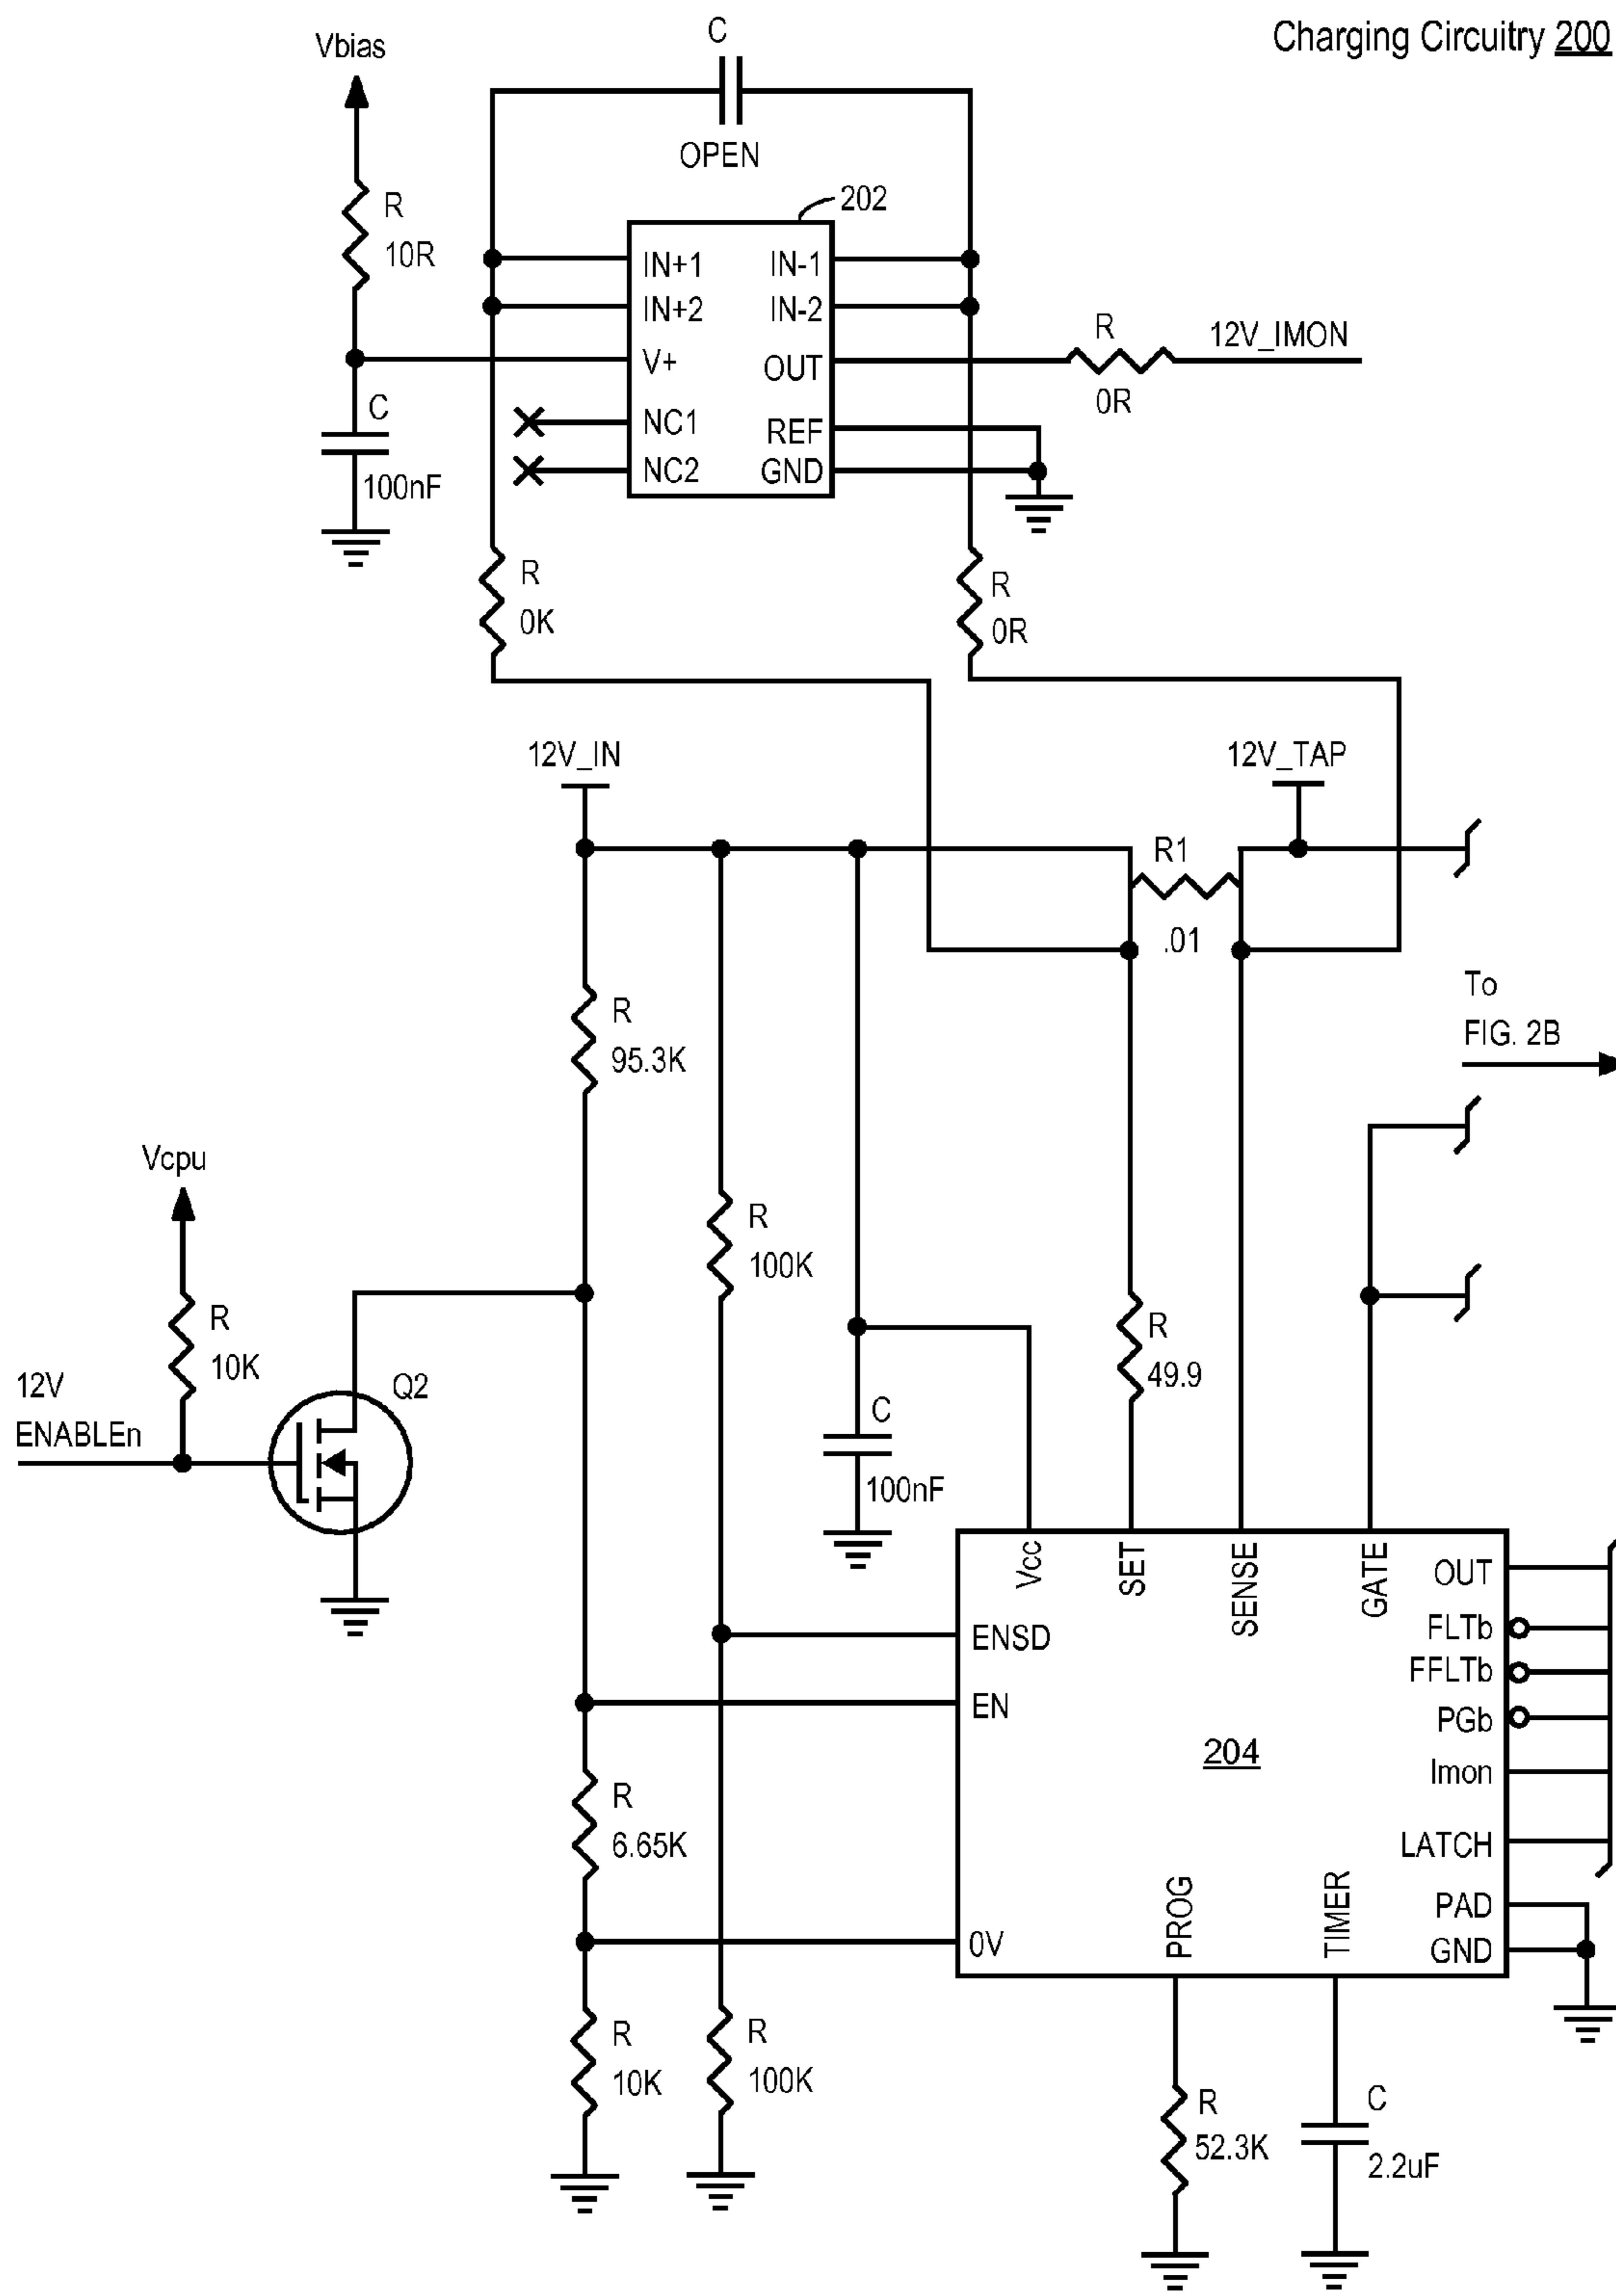 Charging Circuitry 200
Vbias
C
OPEN
R
10R
202
IN+1
IN-1
IN+2
IN-2
V+
OUT
R
12V_IMON
0R
C
100nF
NC1
REF
NC2
GND
R
0K
R
0R
12V_IN
12V_TAP
R1
.01
To
FIG. 2B
R
95.3K
Vcpu
R
100K
R
10K
R
49.9
12V
ENABLEn
Q2
C
100nF
Vcc
SET
SENSE
GATE
OUT
FLTb
ENSD
FFLTb
EN
PGb
204
Imon
R
6.65K
LATCH
PROG
TIMER
PAD
0V
GND
R
10K
R
100K
R
52.3K
C
2.2uF